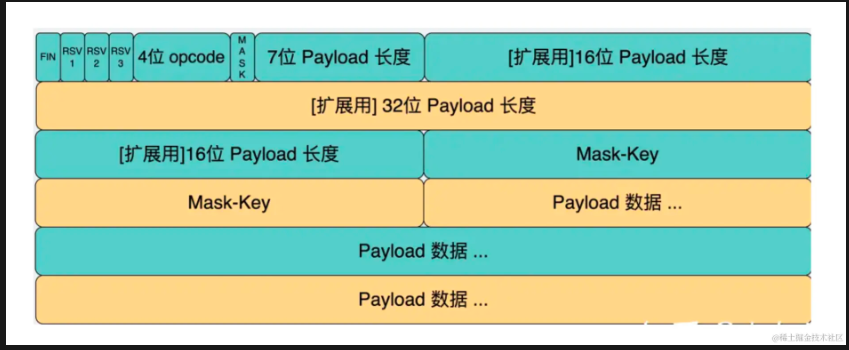 FIN RSV 1 RSV 2 RSV 3 4位 opcode MASK 7位 Payload 长度 [扩展用]16位 Payload 长度
[扩展用] 32位 Payload 长度
[扩展用]16位 Payload 长度 Mask-Key
Mask-Key Payload 数据 ...
Payload 数据 ...
Payload 数据 ...
@稀土掘金技术社区